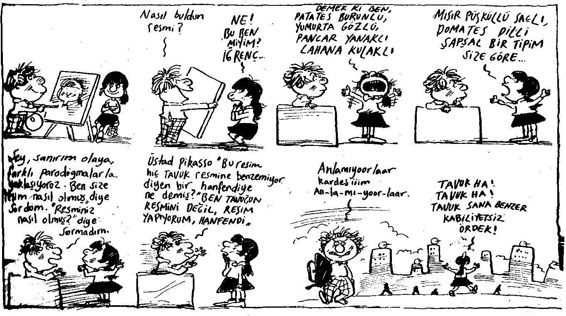 Nasıl buldun
resmi?
NE!
BU BEN
MİYİM?
İĞRENÇ...
DEMEK Kİ BEN,
PATATES BURUNLU,
YUMURTA GÖZLÜ,
PANCAR YANAKLI
LAHANA KULAKLI
MISIR PÜSKÜLLÜ SAÇLI,
DOMATES DİLLİ
ŞAPSAL BİR TİPİM
SİZE GÖRE...
Şey, sanırım olaya,
farklı paradigmalarla
yaklaşıyoruz. Ben size
nasıl olmuş, diye
sordum. "Resminiz
nasıl olmuş?" diye
sormadım.
Üstad Pikasso "Bu resim
hiç TAVUK RESMİNE benzemiyor
diyen bir hanfendiye
ne demiş? "BEN TAVUĞUN
RESMİNİ DEĞİL, RESİM
YAPIYORUM, HANFENDİ,,
Anlamıyoorlaar
kardeşiiim
An-la-mı-yoor-laar.
TAVUK HA!
TAVUK HA!
TAVUK SANA BENZER
KABİLİYETSİZ
ÖRDEK!